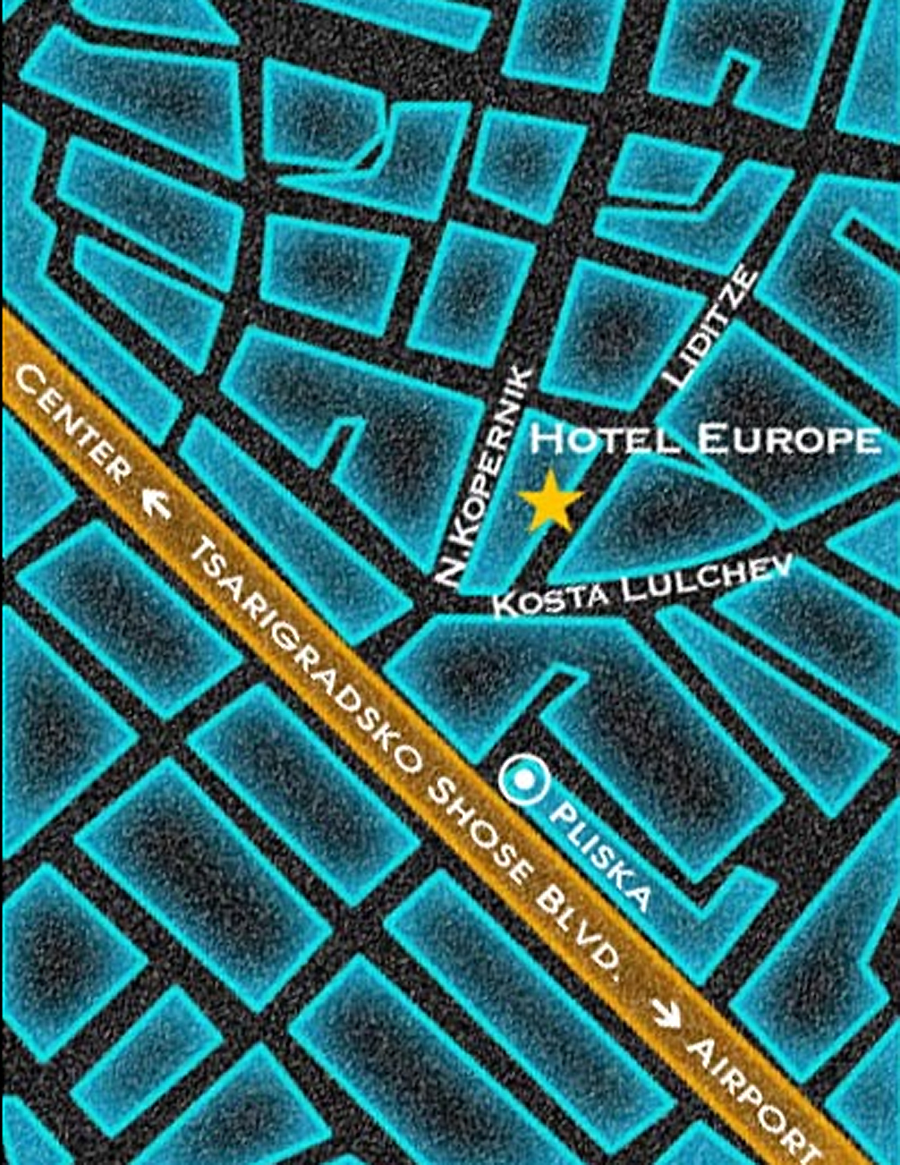 LIDITZE
N.KOPERNIK
HOTEL EUROPE
KOSTA LULCHEV
CENTER
TSARIGRADSKO SHOSE BLVD.
PLISKA
AIRPORT